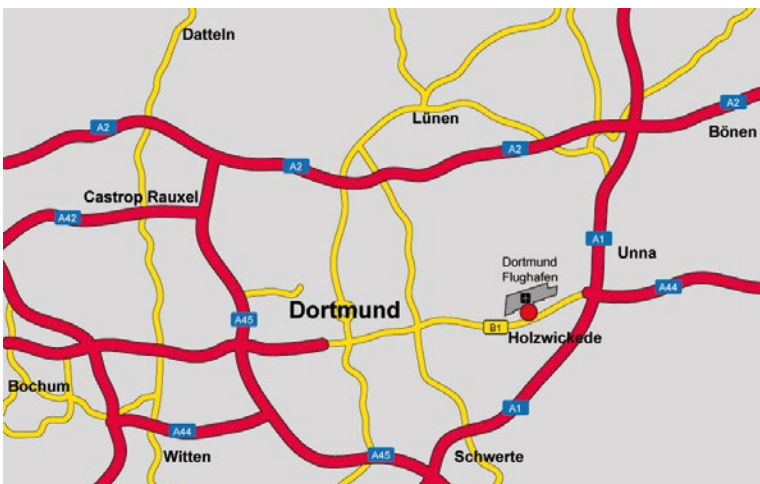 Datteln
A2
Lünen
A2
Bönen
A2
A2
Castrop Rauxel
A42
A1
Unna
Dortmund
Flughafen
A44
Dortmund
A45
B1
Holzwickede
Bochum
A1
A44
Witten
A45
Schwerte